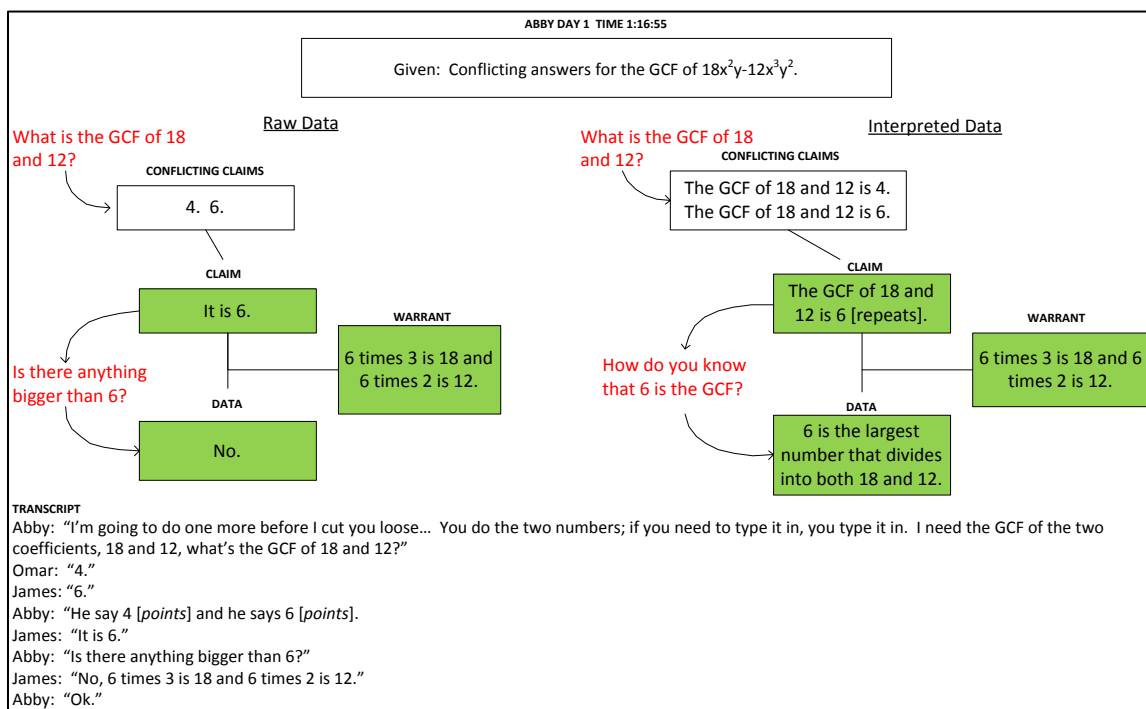 ABBY DAY 1 TIME 1:16:55
Given: Conflicting answers for the GCF of 18x²y-12x³y².
Raw Data
What is the GCF of 18
and 12?
CONFLICTING CLAIMS
4. 6.
CLAIM
It is 6.
WARRANT
6 times 3 is 18 and
6 times 2 is 12.
Is there anything
bigger than 6?
DATA
No.
Interpreted Data
What is the GCF of 18
and 12?
CONFLICTING CLAIMS
The GCF of 18 and 12 is 4.
The GCF of 18 and 12 is 6.
CLAIM
The GCF of 18 and
12 is 6 [repeats].
WARRANT
6 times 3 is 18 and 6
times 2 is 12.
How do you know
that 6 is the GCF?
DATA
6 is the largest
number that divides
into both 18 and 12.
TRANSCRIPT
Abby: “I’m going to do one more before I cut you loose… You do the two numbers; if you need to type it in, you type it in. I need the GCF of the two
coefficients, 18 and 12, what’s the GCF of 18 and 12?”
Omar: “4.”
James: “6.”
Abby: “He say 4 [points] and he says 6 [points].
James: “It is 6.”
Abby: “Is there anything bigger than 6?”
James: “No, 6 times 3 is 18 and 6 times 2 is 12.”
Abby: “Ok.”